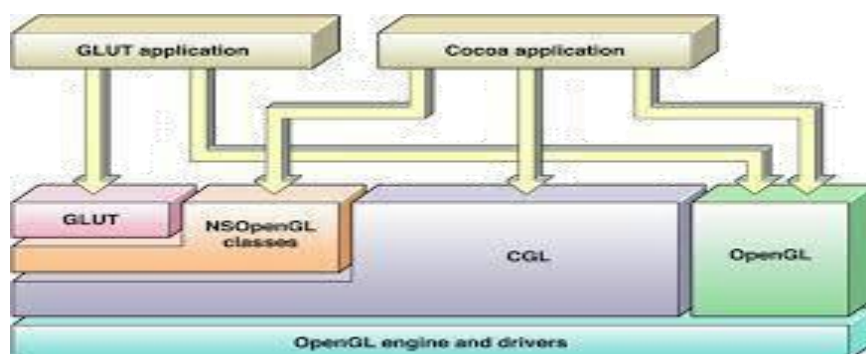 GLUT application
Cocoa application
GLUT
NSOpenGL
classes
CGL
OpenGL
OpenGL engine and drivers